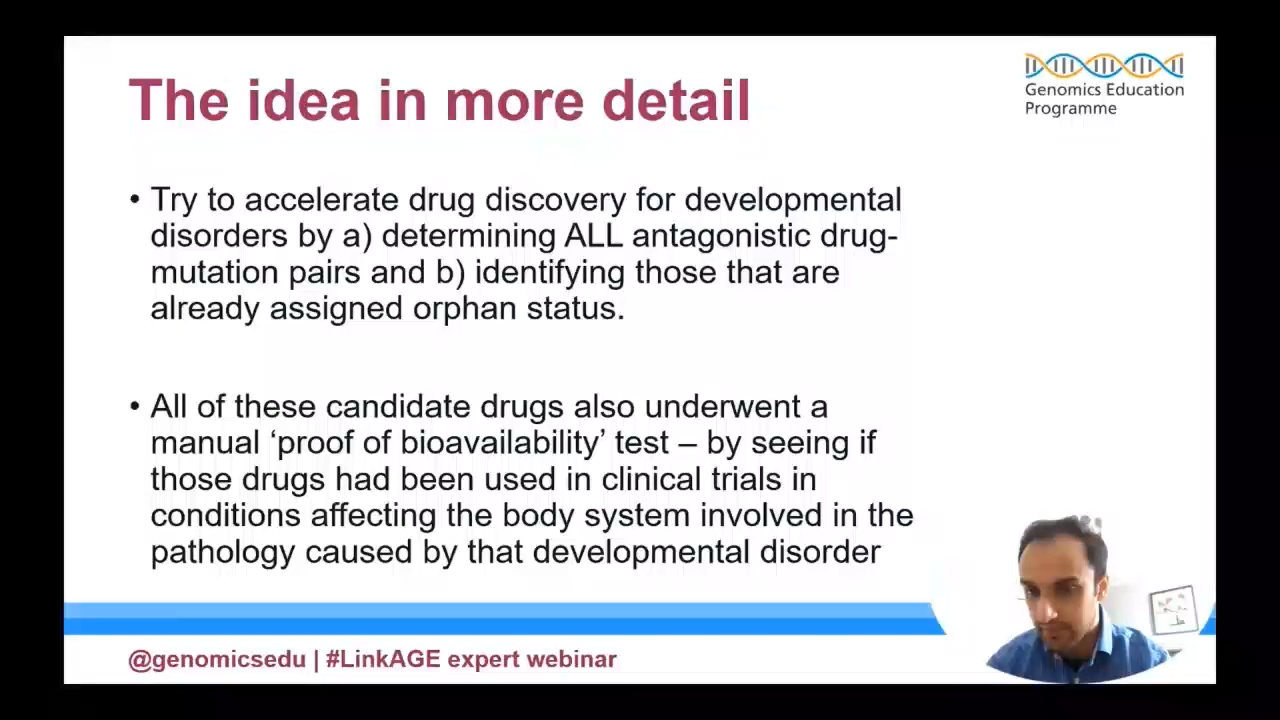 The idea in more detail
Genomics Education
Programme
• Try to accelerate drug discovery for developmental
disorders by a) determining ALL antagonistic drug-
mutation pairs and b) identifying those that are
already assigned orphan status.
• All of these candidate drugs also underwent a
manual ‘proof of bioavailability’ test – by seeing if
those drugs had been used in clinical trials in
conditions affecting the body system involved in the
pathology caused by that developmental disorder
@genomicsedu | #LinkAGE expert webinar